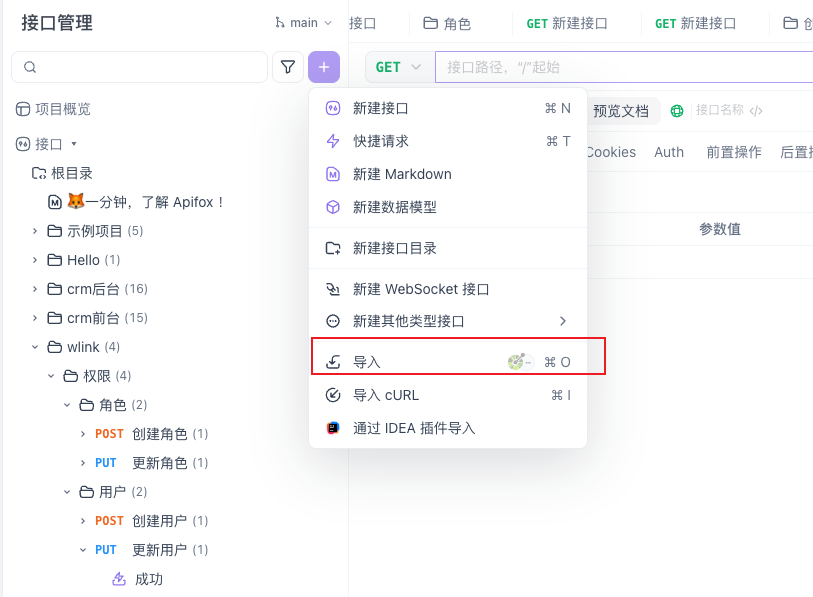 接口管理
main
接口
角色
GET 新建接口
GET 新建接口
GET
接口路径，“/”起始
新建接口 ⌘ N
项目概览
预览文档
接口名称
快捷请求 ⌘ T
接口
Cookies
Auth
前置操作
后置
根目录
新建 Markdown
一分钟，了解 Apifox！
新建数据模型
示例项目 (5)
参数值
新建接口目录
Hello (1)
crm后台 (16)
新建 WebSocket 接口
crm前台 (15)
新建其他类型接口
wlink (4)
导入 ⌘ O
权限 (4)
导入 cURL ⌘ I
角色 (2)
通过 IDEA 插件导入
POST 创建角色 (1)
PUT 更新角色 (1)
用户 (2)
POST 创建用户 (1)
PUT 更新用户 (1)
成功